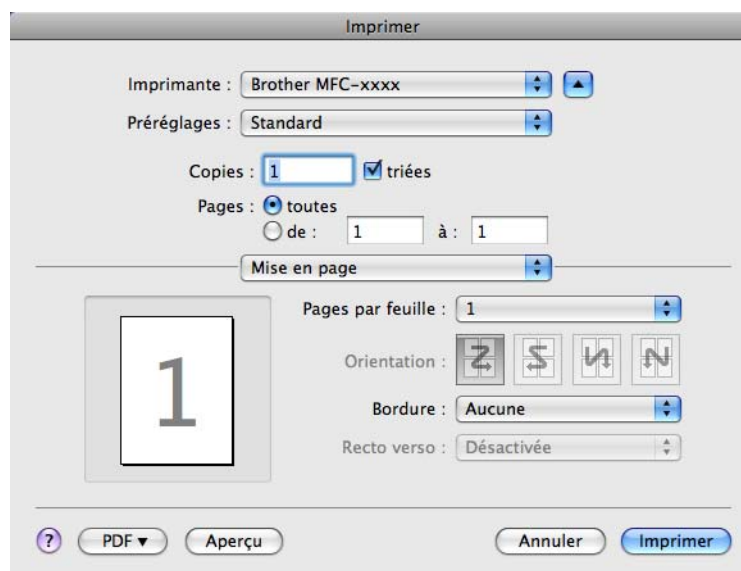 Imprimer
Imprimante : Brother MFC-xxxx
Préréglages : Standard
Copies : 1 triées
Pages : toutes
de : 1 à : 1
Mise en page
Pages par feuille : 1
1
Orientation :
Bordure : Aucune
Recto verso : Désactivée
? PDF ▼ Aperçu Annuler Imprimer